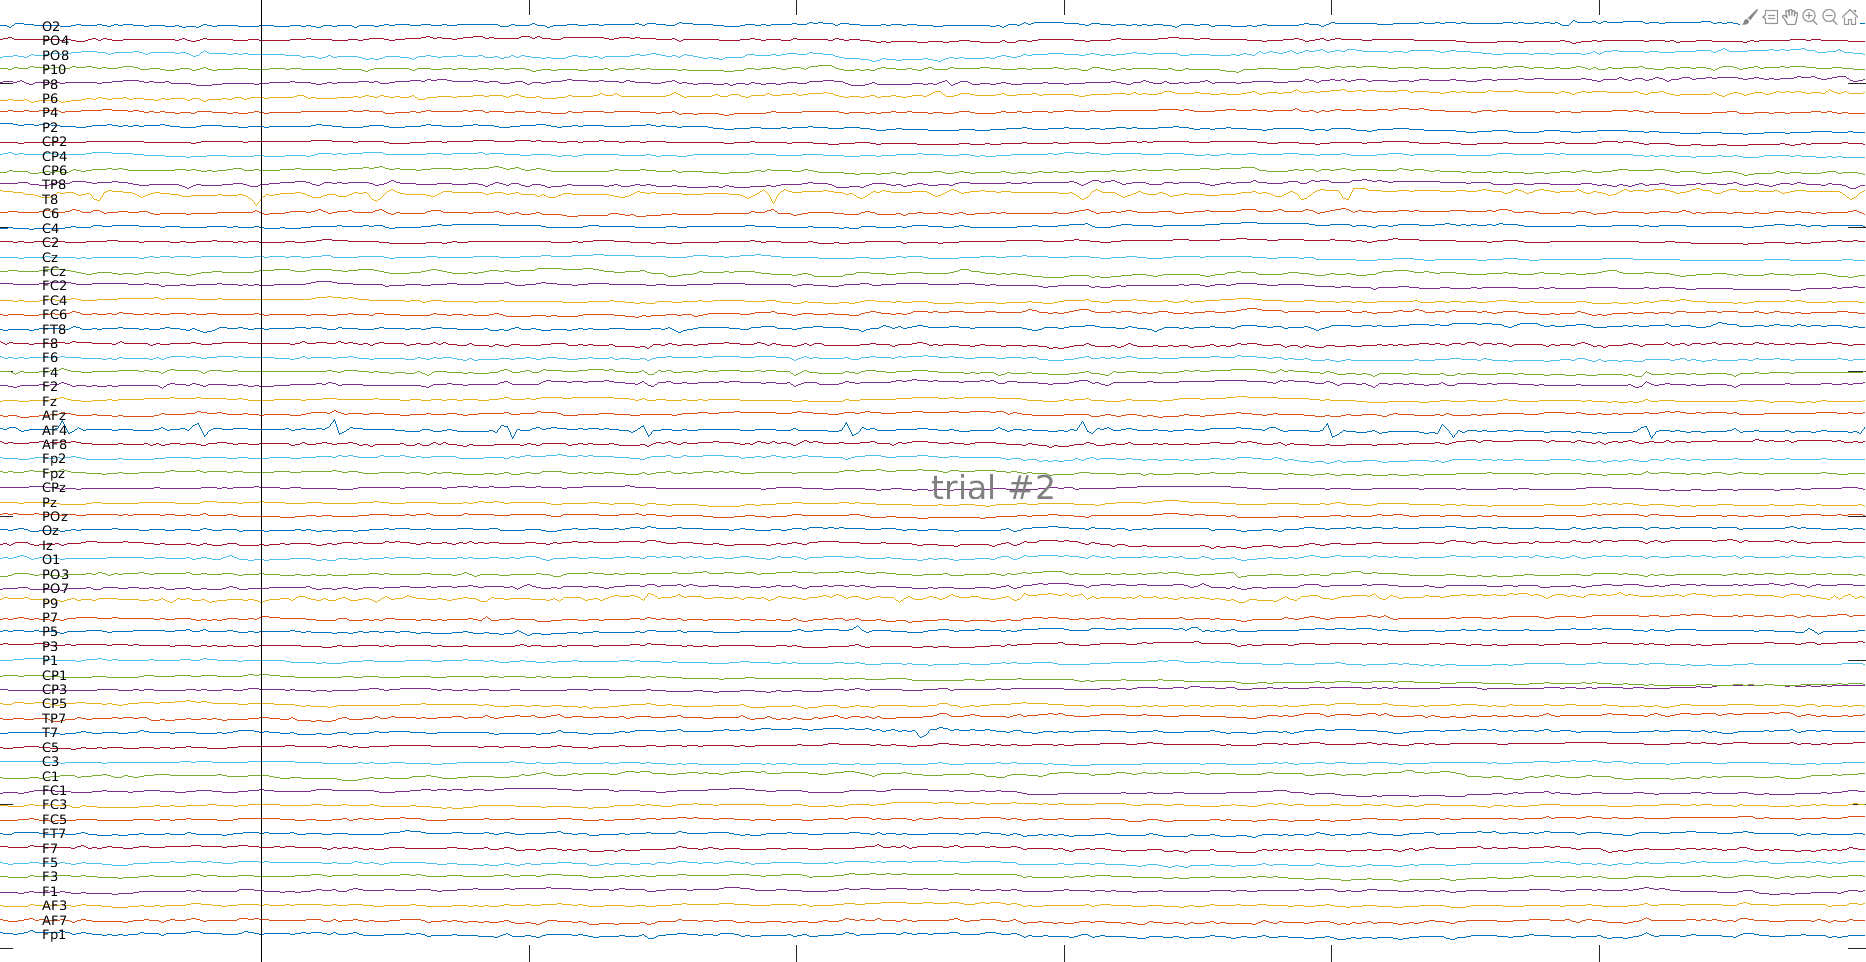 O2
PO4
PO8
P10
P8
P6
P4
P2
CP2
CP4
CP6
TP8
T8
C6
C4
C2
Cz
FCz
FC2
FC4
FC6
FT8
F8
F6
F4
F2
Fz
AFz
AF4
AF8
Fp2
Fpz
CPz
trial #2
Pz
POz
Oz
Iz
O1
PO3
PO7
P9
P7
P5
P3
P1
CP1
CP3
CP5
TP7
T7
C5
C3
C1
FC1
FC3
FC5
FT7
F7
F5
F3
F1
AF3
AF7
Fp1